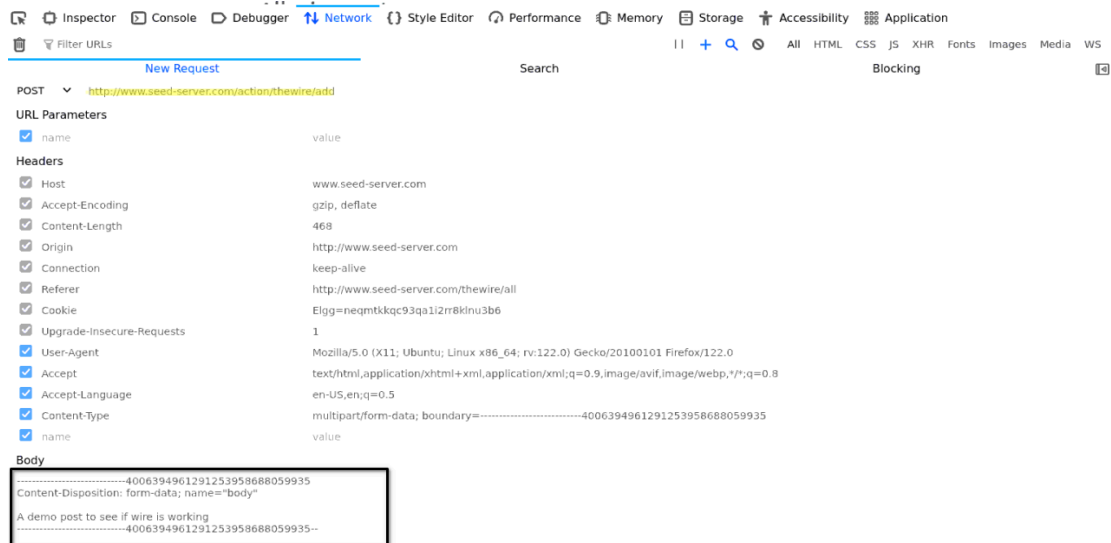 Inspector Console Debugger Network Style Editor Performance Memory Storage Accessibility Application
Filter URLs All HTML CSS JS XHR Fonts Images Media WS
New Request Search Blocking
POST http://www.seed-server.com/action/thewire/add
URL Parameters
name value
Headers
Host www.seed-server.com
Accept-Encoding gzip, deflate
Content-Length 468
Origin http://www.seed-server.com
Connection keep-alive
Referer http://www.seed-server.com/thewire/all
Cookie Elgg=neqmtkkqc93qa1i2rr8klnu3b6
Upgrade-Insecure-Requests 1
User-Agent Mozilla/5.0 (X11; Ubuntu; Linux x86_64; rv:122.0) Gecko/20100101 Firefox/122.0
Accept text/html,application/xhtml+xml,application/xml;q=0.9,image/avif,image/webp,*/*;q=0.8
Accept-Language en-US,en;q=0.5
Content-Type multipart/form-data; boundary=---------------------------4006394961291253958688059935
name value
Body
-----------------------------4006394961291253958688059935
Content-Disposition: form-data; name="body"
A demo post to see if wire is working
-----------------------------4006394961291253958688059935--